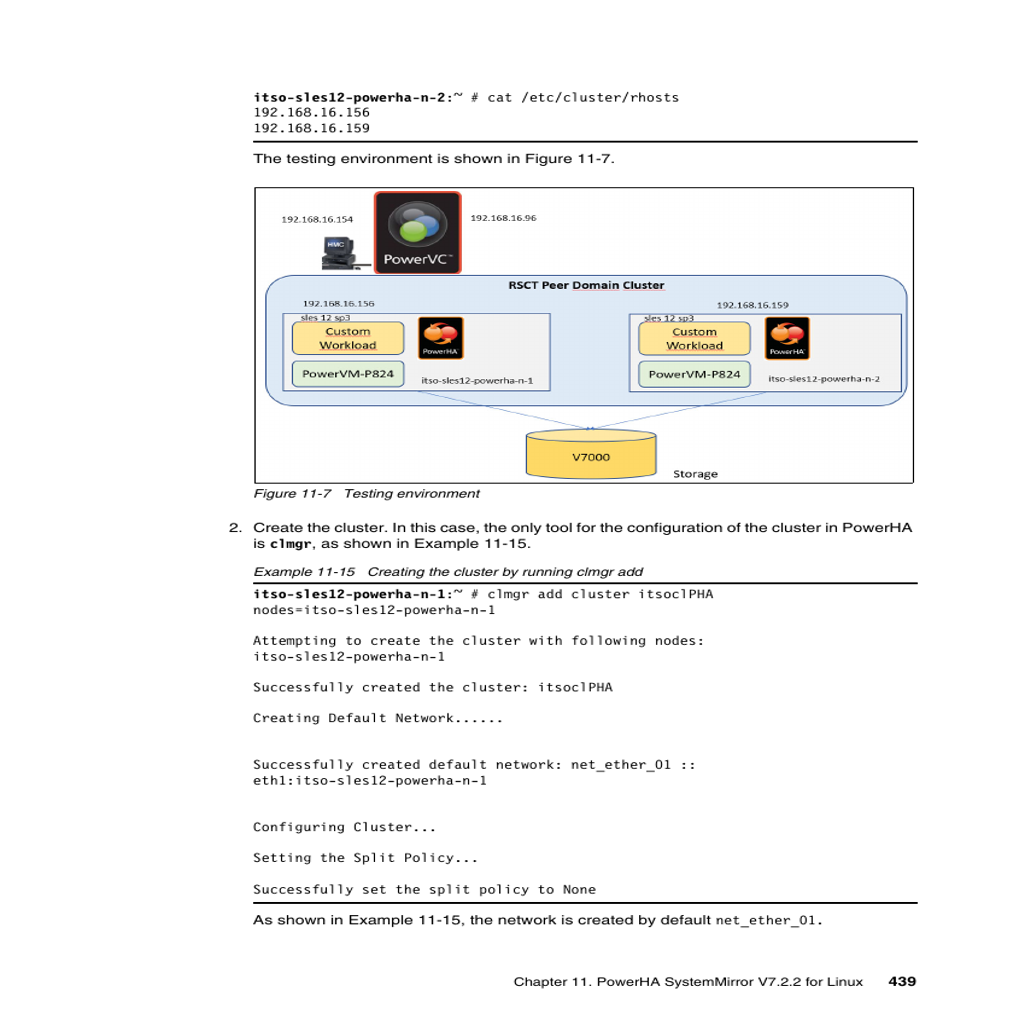 itso-sles12-powerha-n-2:~ # cat /etc/cluster/rhosts
192.168.16.156
192.168.16.159
The testing environment is shown in Figure 11-7.
192.168.16.154
192.168.16.96
HMC
PowerVC™
RSCT Peer Domain Cluster
192.168.16.156
192.168.16.159
sles 12 sp3
sles 12 sp3
Custom
Workload
PowerHA
Custom
Workload
PowerHA
PowerVM-P824
itso-sles12-powerha-n-1
PowerVM-P824
itso-sles12-powerha-n-2
V7000
Storage
Figure 11-7 Testing environment
2. Create the cluster. In this case, the only tool for the configuration of the cluster in PowerHA
is clmgr, as shown in Example 11-15.
Example 11-15 Creating the cluster by running clmgr add
itso-sles12-powerha-n-1:~ # clmgr add cluster itsoclPHA
nodes=itso-sles12-powerha-n-1
Attempting to create the cluster with following nodes:
itso-sles12-powerha-n-1
Successfully created the cluster: itsoclPHA
Creating Default Network......
Successfully created default network: net_ether_01 ::
eth1:itso-sles12-powerha-n-1
Configuring Cluster...
Setting the Split Policy...
Successfully set the split policy to None
As shown in Example 11-15, the network is created by default net_ether_01.
Chapter 11. PowerHA SystemMirror V7.2.2 for Linux 439